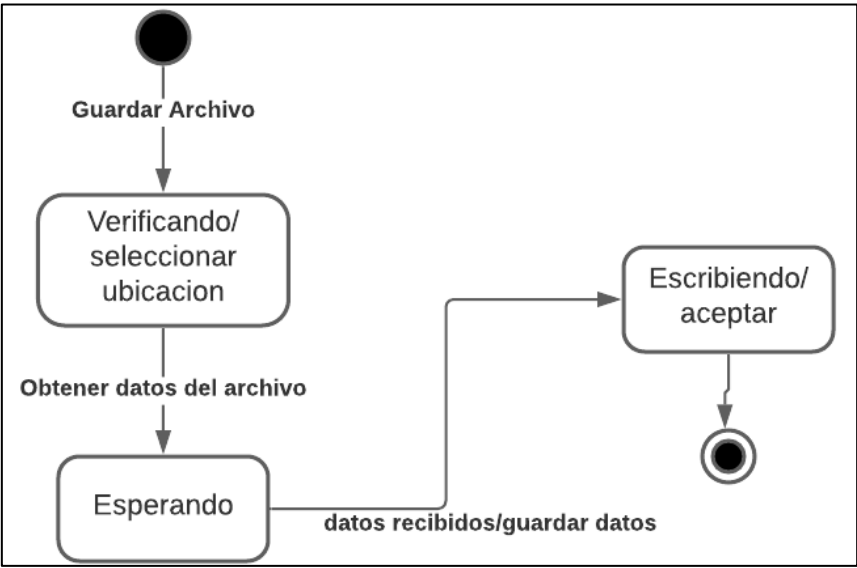 Guardar Archivo
Verificando/
seleccionar
ubicacion
Obtener datos del archivo
Esperando
datos recibidos/guardar datos
Escribiendo/
aceptar